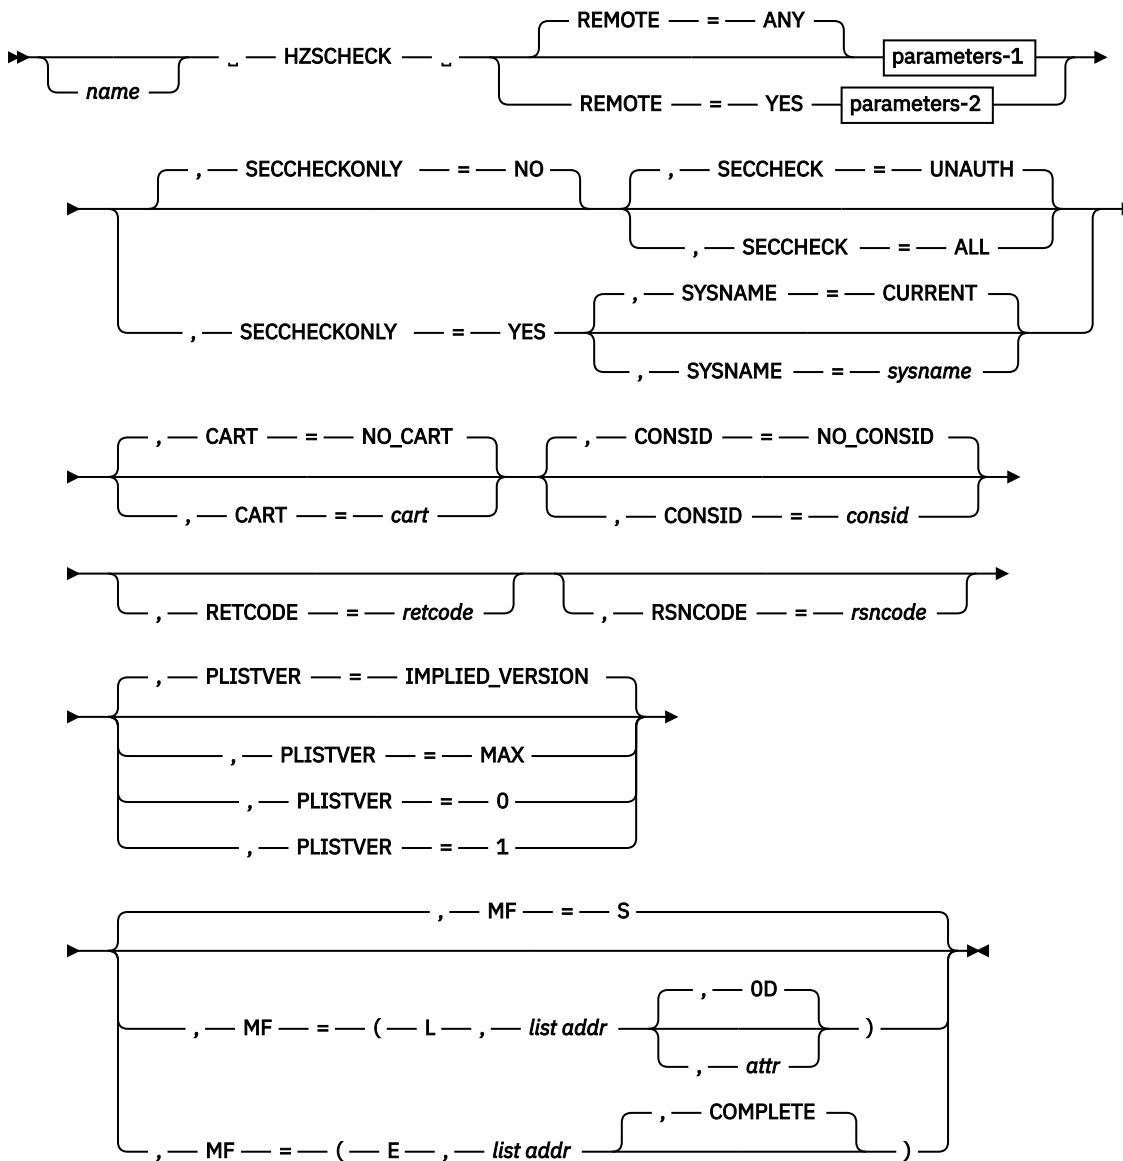 REMOTE = ANY
name ␣ HZSCHECK ␣ parameters-1
REMOTE = YES parameters-2
, SECCHECKONLY = NO , SECCHECK = UNAUTH
, SECCHECK = ALL
, SYSNAME = CURRENT
, SECCHECKONLY = YES
, SYSNAME = sysname
, CART = NO_CART , CONSID = NO_CONSID
, CART = cart , CONSID = consid
, RETCODE = retcode , RSNCODE = rsncode
, PLISTVER = IMPLIED_VERSION
, PLISTVER = MAX
, PLISTVER = 0
, PLISTVER = 1
, MF = S
, 0D
, MF = ( L , list addr )
, attr
, COMPLETE
, MF = ( E , list addr )